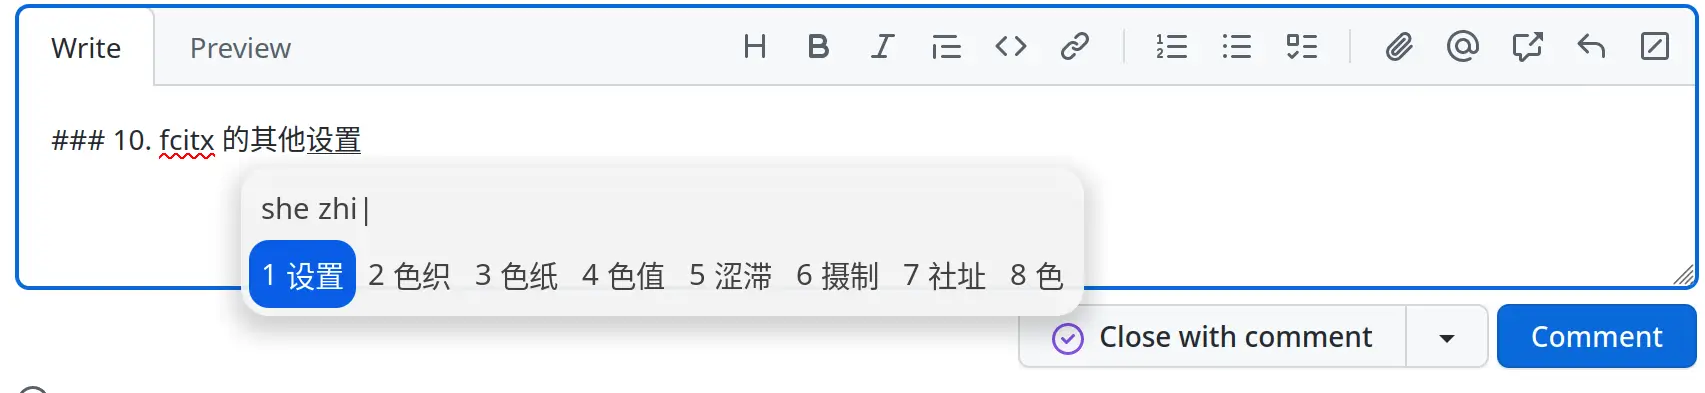 Write Preview
### 10. fcitx 的其他设置
she zhi
1 设置 2 色织 3 色纸 4 色值 5 涩滞 6 摄制 7 社址 8 色
Close with comment Comment